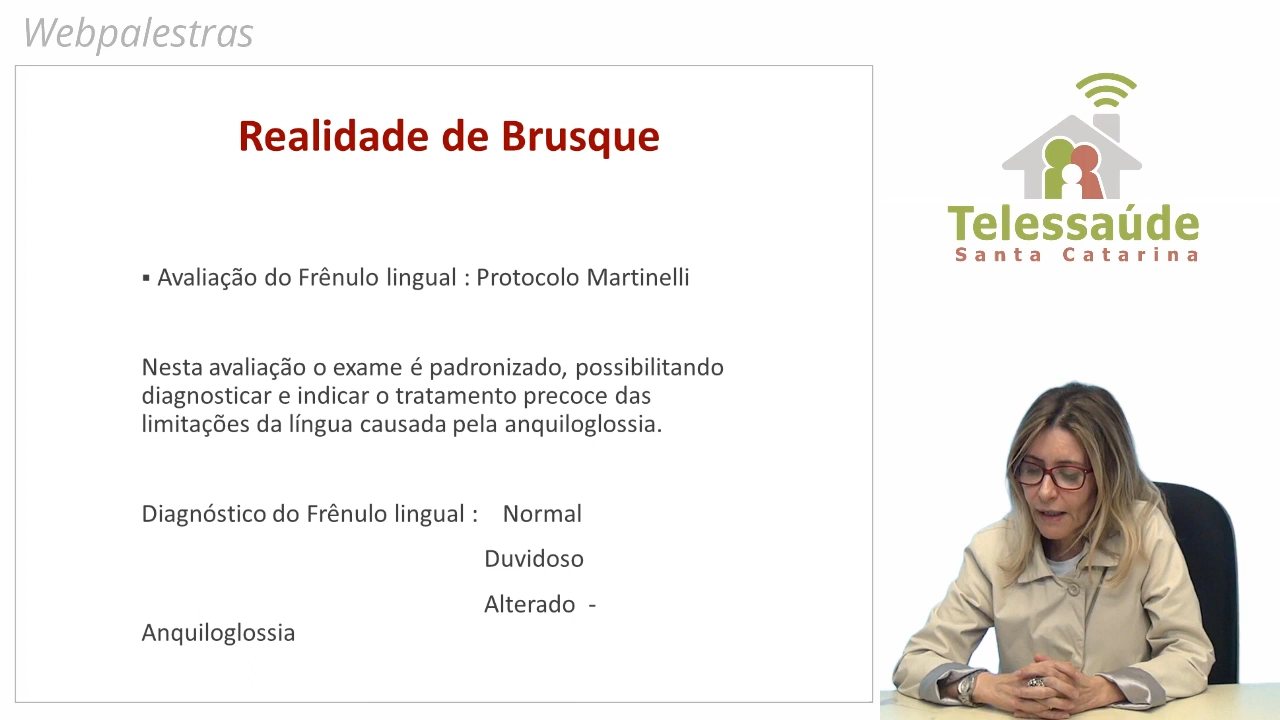 Webpalestras
Realidade de Brusque
▪ Avaliação do Frênulo lingual : Protocolo Martinelli
Nesta avaliação o exame é padronizado, possibilitando
diagnosticar e indicar o tratamento precoce das
limitações da língua causada pela anquiloglossia.
Diagnóstico do Frênulo lingual : Normal
Duvidoso
Alterado -
Anquiloglossia
Telessaúde
Santa Catarina